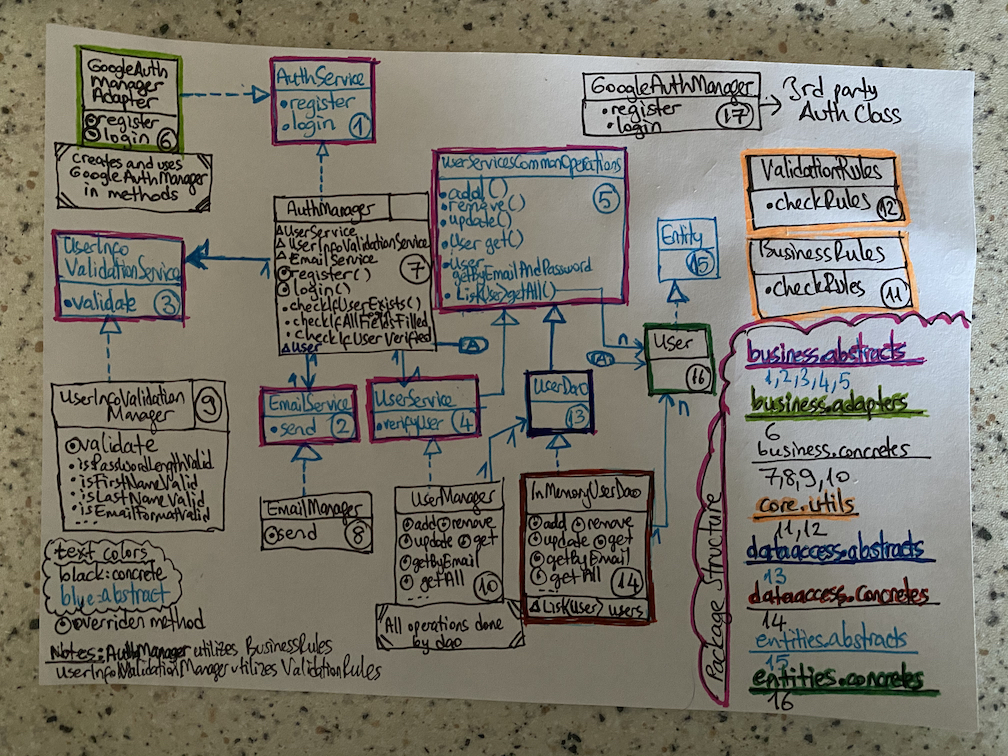 GoogleAuth
Manager
Adapter
register
login 6
Creates and uses
GoogleAuthManager
in methods
AuthService
• register
• login 1
GoogleAuthManager
• register
• login 17
3rd party
Auth Class
UserServicesCommonOperations
• add()
• remove()
• update()
• User get()
• User
getByEmailAndPassword
• List<User> getAll()
5
Entity
15
ValidationRules
• checkRules 12
BusinessRules
• checkRules 11
UserInfo
ValidationService
• validate 3
1
AuthManager
UserService
UserInfoValidationService
EmailService
register()
login()
• checkIfUserExists()
• checkIfAllFieldsFilled
• checkIfUserVerified
User
7
A
1
1
n
A
User
16
n
EmailService
• send 2
UserService
• verifyUser 4
UserDao
13
1
UserInfoValidation
Manager 9
validate
• isPasswordLengthValid
• isFirstNameValid
• isLastNameValid
• isEmailFormatValid
...
EmailManager
send 8
UserManager
add remove
update get
getByEmail
getAll
... 10
All operations done
by dao
InMemoryUserDao
add remove
update get
getByEmail
getAll
... 14
List<User> users
1
text colors
black: concrete
blue: abstract
overriden method
Notes: AuthManager utilizes BusinessRules
UserInfoValidationManager utilizes ValidationRules
Package Structure
business.abstracts
1,2,3,4,5
business.adapters
6
business.concretes
7,8,9,10
core.utils
11,12
dataaccess.abstracts
13
dataaccess.concretes
14
entities.abstracts
15
entities.concretes
16